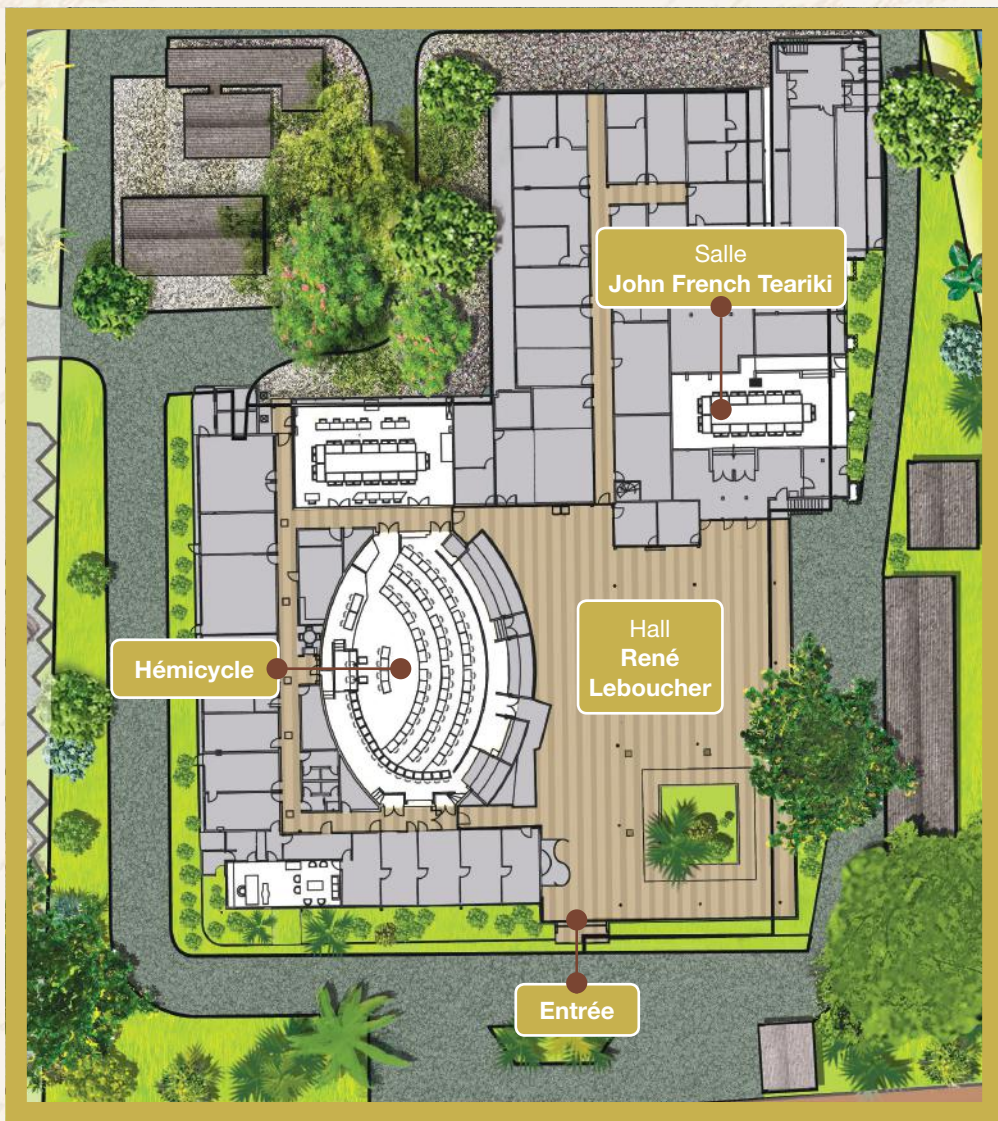 Salle
John French Teariki
Hall
René
Leboucher
Hémicycle
Entrée